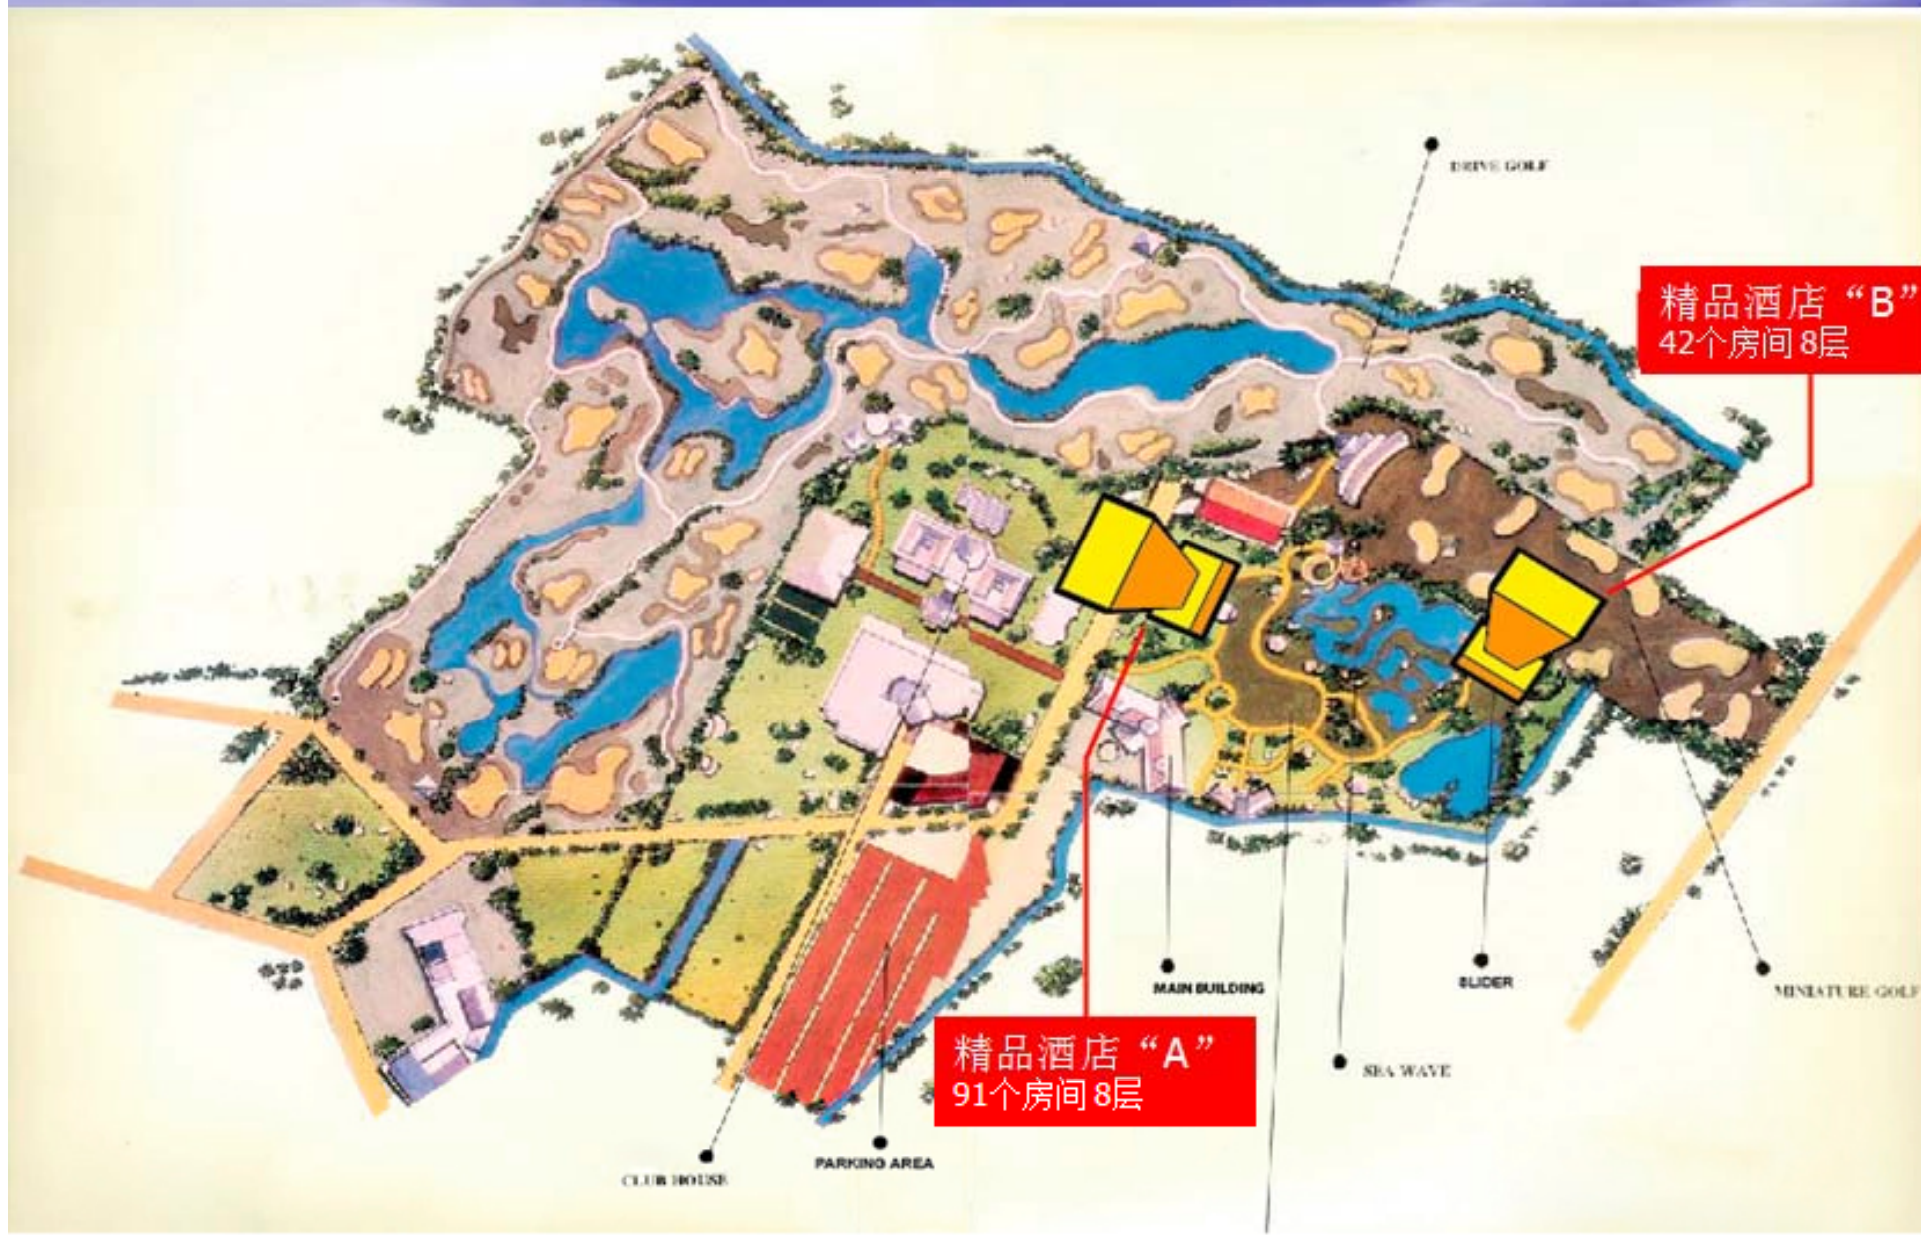 DRIVE GOLF
精品酒店 “B”
42个房间 8层
MAIN BUILDING
SLIDER
MINIATURE GOLF
精品酒店 “A”
91个房间 8层
SEA WAVE
PARKING AREA
CLUB HOUSE